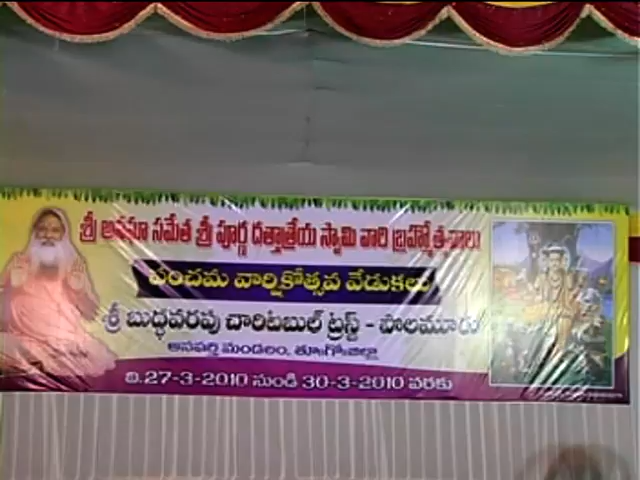 శ్రీ అనఘా సమేత శ్రీ పూర్ణ దత్తాత్రేయ స్వామి వారి బ్రహ్మోత్సవాలు
పంచమ వార్షికోత్సవ వేడుకలు
శ్రీ బుద్ధవరపు చారిటబుల్ ట్రస్ట్ - పొలమూరు
అనపర్తి మండలం, తూ॥గో॥జిల్లా
ది.27-3-2010 నుండి 30-3-2010 వరకు